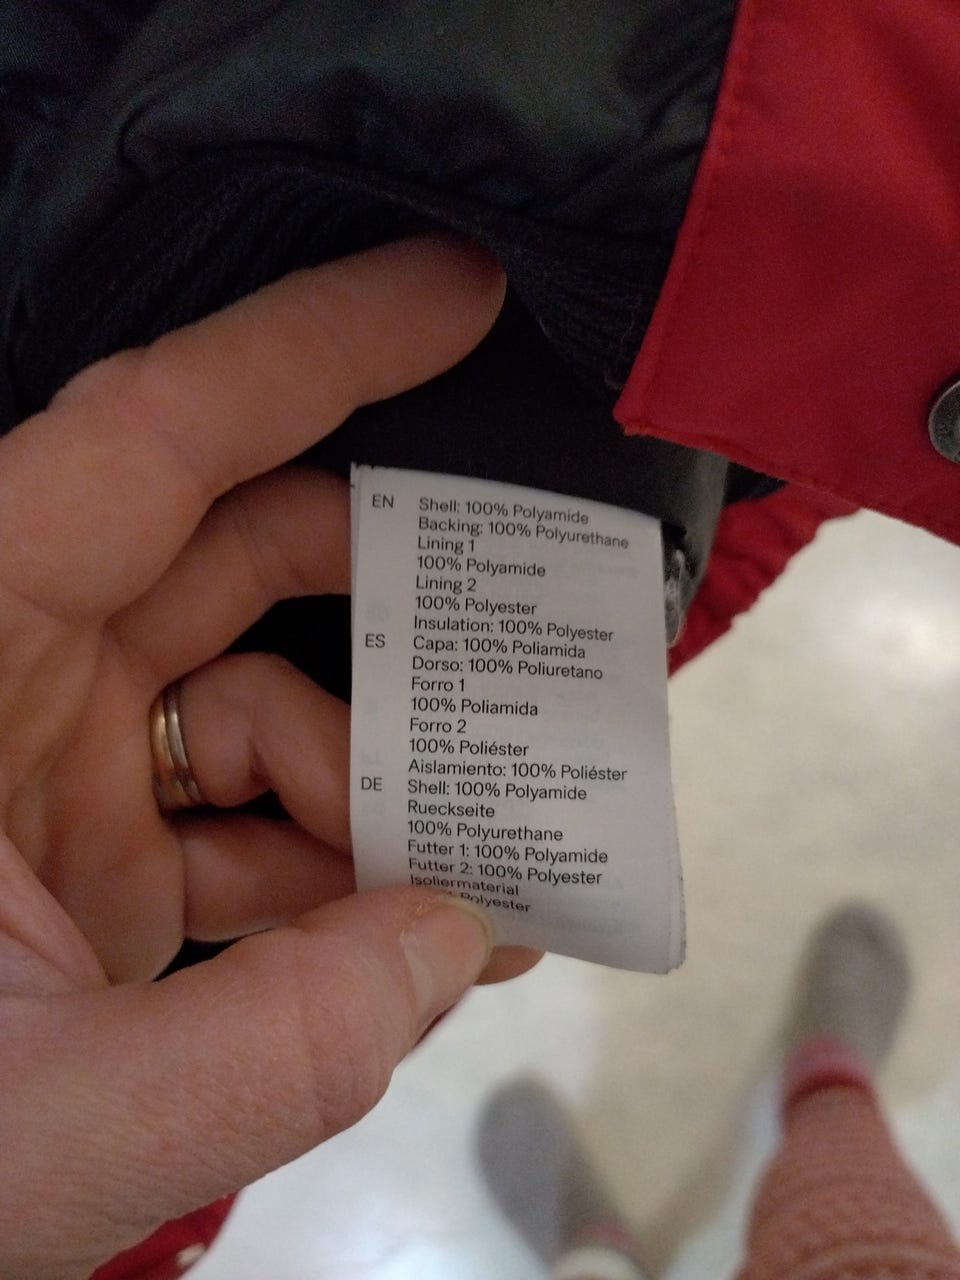 EN Shell: 100% Polyamide
Backing: 100% Polyurethane
Lining 1
100% Polyamide
Lining 2
100% Polyester
Insulation: 100% Polyester
ES Capa: 100% Poliamida
Dorso: 100% Poliuretano
Forro 1
100% Poliamida
Forro 2
100% Poliéster
Aislamiento: 100% Poliéster
DE Shell: 100% Polyamide
Rueckseite
100% Polyurethane
Futter 1: 100% Polyamide
Futter 2: 100% Polyester
Isoliermaterial
Polyester